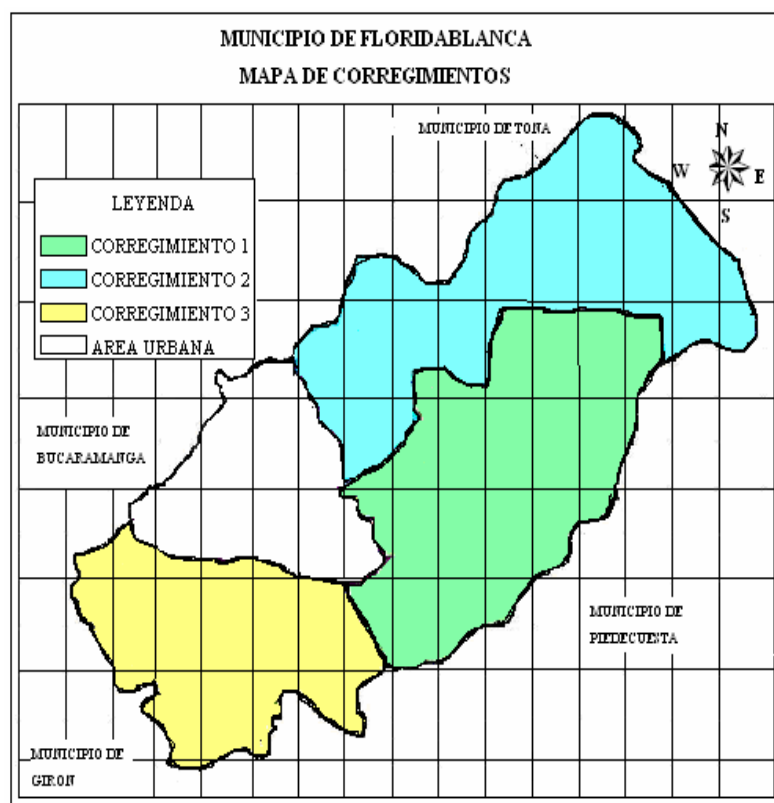 MUNICIPIO DE FLORIDABLANCA
MAPA DE CORREGIMIENTOS
MUNICIPIO DE TONA
N
W
E
S
LEYENDA
CORREGIMIENTO 1
CORREGIMIENTO 2
CORREGIMIENTO 3
AREA URBANA
MUNICIPIO DE
BUCARAMANGA
MUNICIPIO DE
PIEDECUESTA
MUNICIPIO DE
GIRON